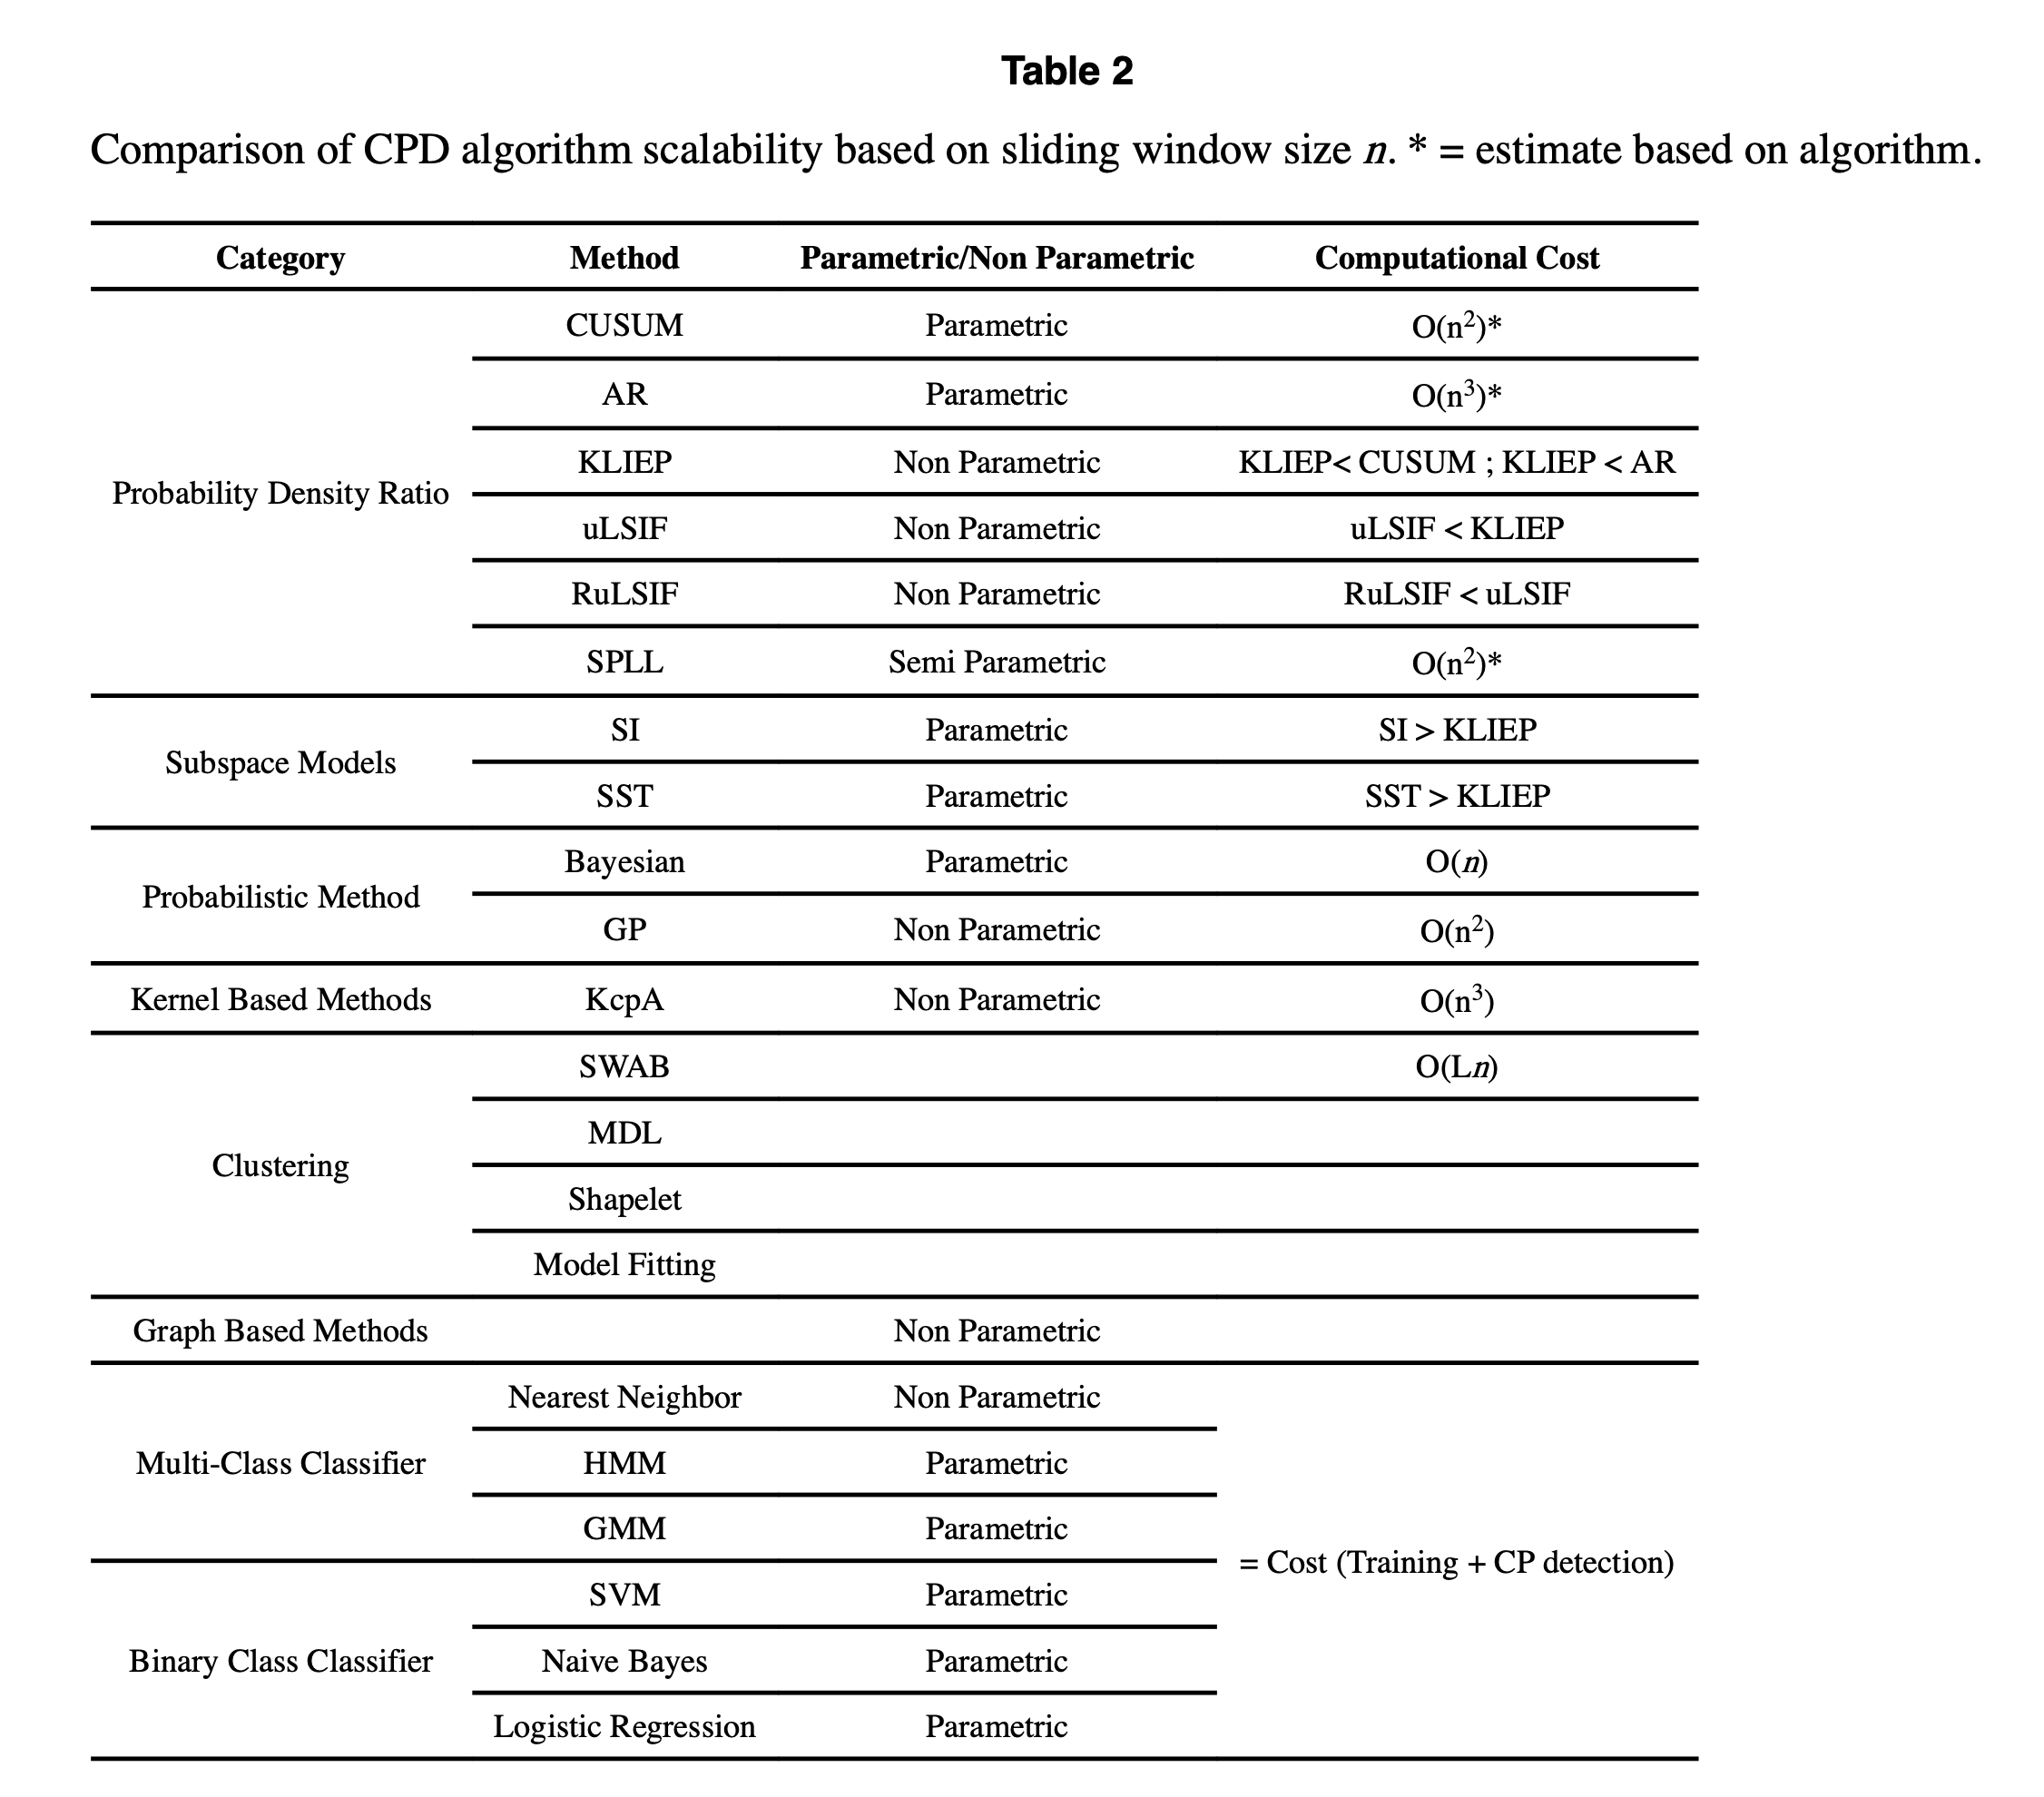 Table 2
Comparison of CPD algorithm scalability based on sliding window size n. * = estimate based on algorithm.
Category Method Parametric/Non Parametric Computational Cost
Probability Density Ratio
CUSUM Parametric O(n²)*
AR Parametric O(n³)*
KLIEP Non Parametric KLIEP< CUSUM ; KLIEP < AR
uLSIF Non Parametric uLSIF < KLIEP
RuLSIF Non Parametric RuLSIF < uLSIF
SPLL Semi Parametric O(n²)*
Subspace Models
SI Parametric SI > KLIEP
SST Parametric SST > KLIEP
Probabilistic Method
Bayesian Parametric O(n)
GP Non Parametric O(n²)
Kernel Based Methods KcpA Non Parametric O(n³)
Clustering
SWAB O(Ln)
MDL
Shapelet
Model Fitting
Graph Based Methods Non Parametric
Multi-Class Classifier
Nearest Neighbor Non Parametric
HMM Parametric
GMM Parametric
= Cost (Training + CP detection)
Binary Class Classifier
SVM Parametric
Naive Bayes Parametric
Logistic Regression Parametric